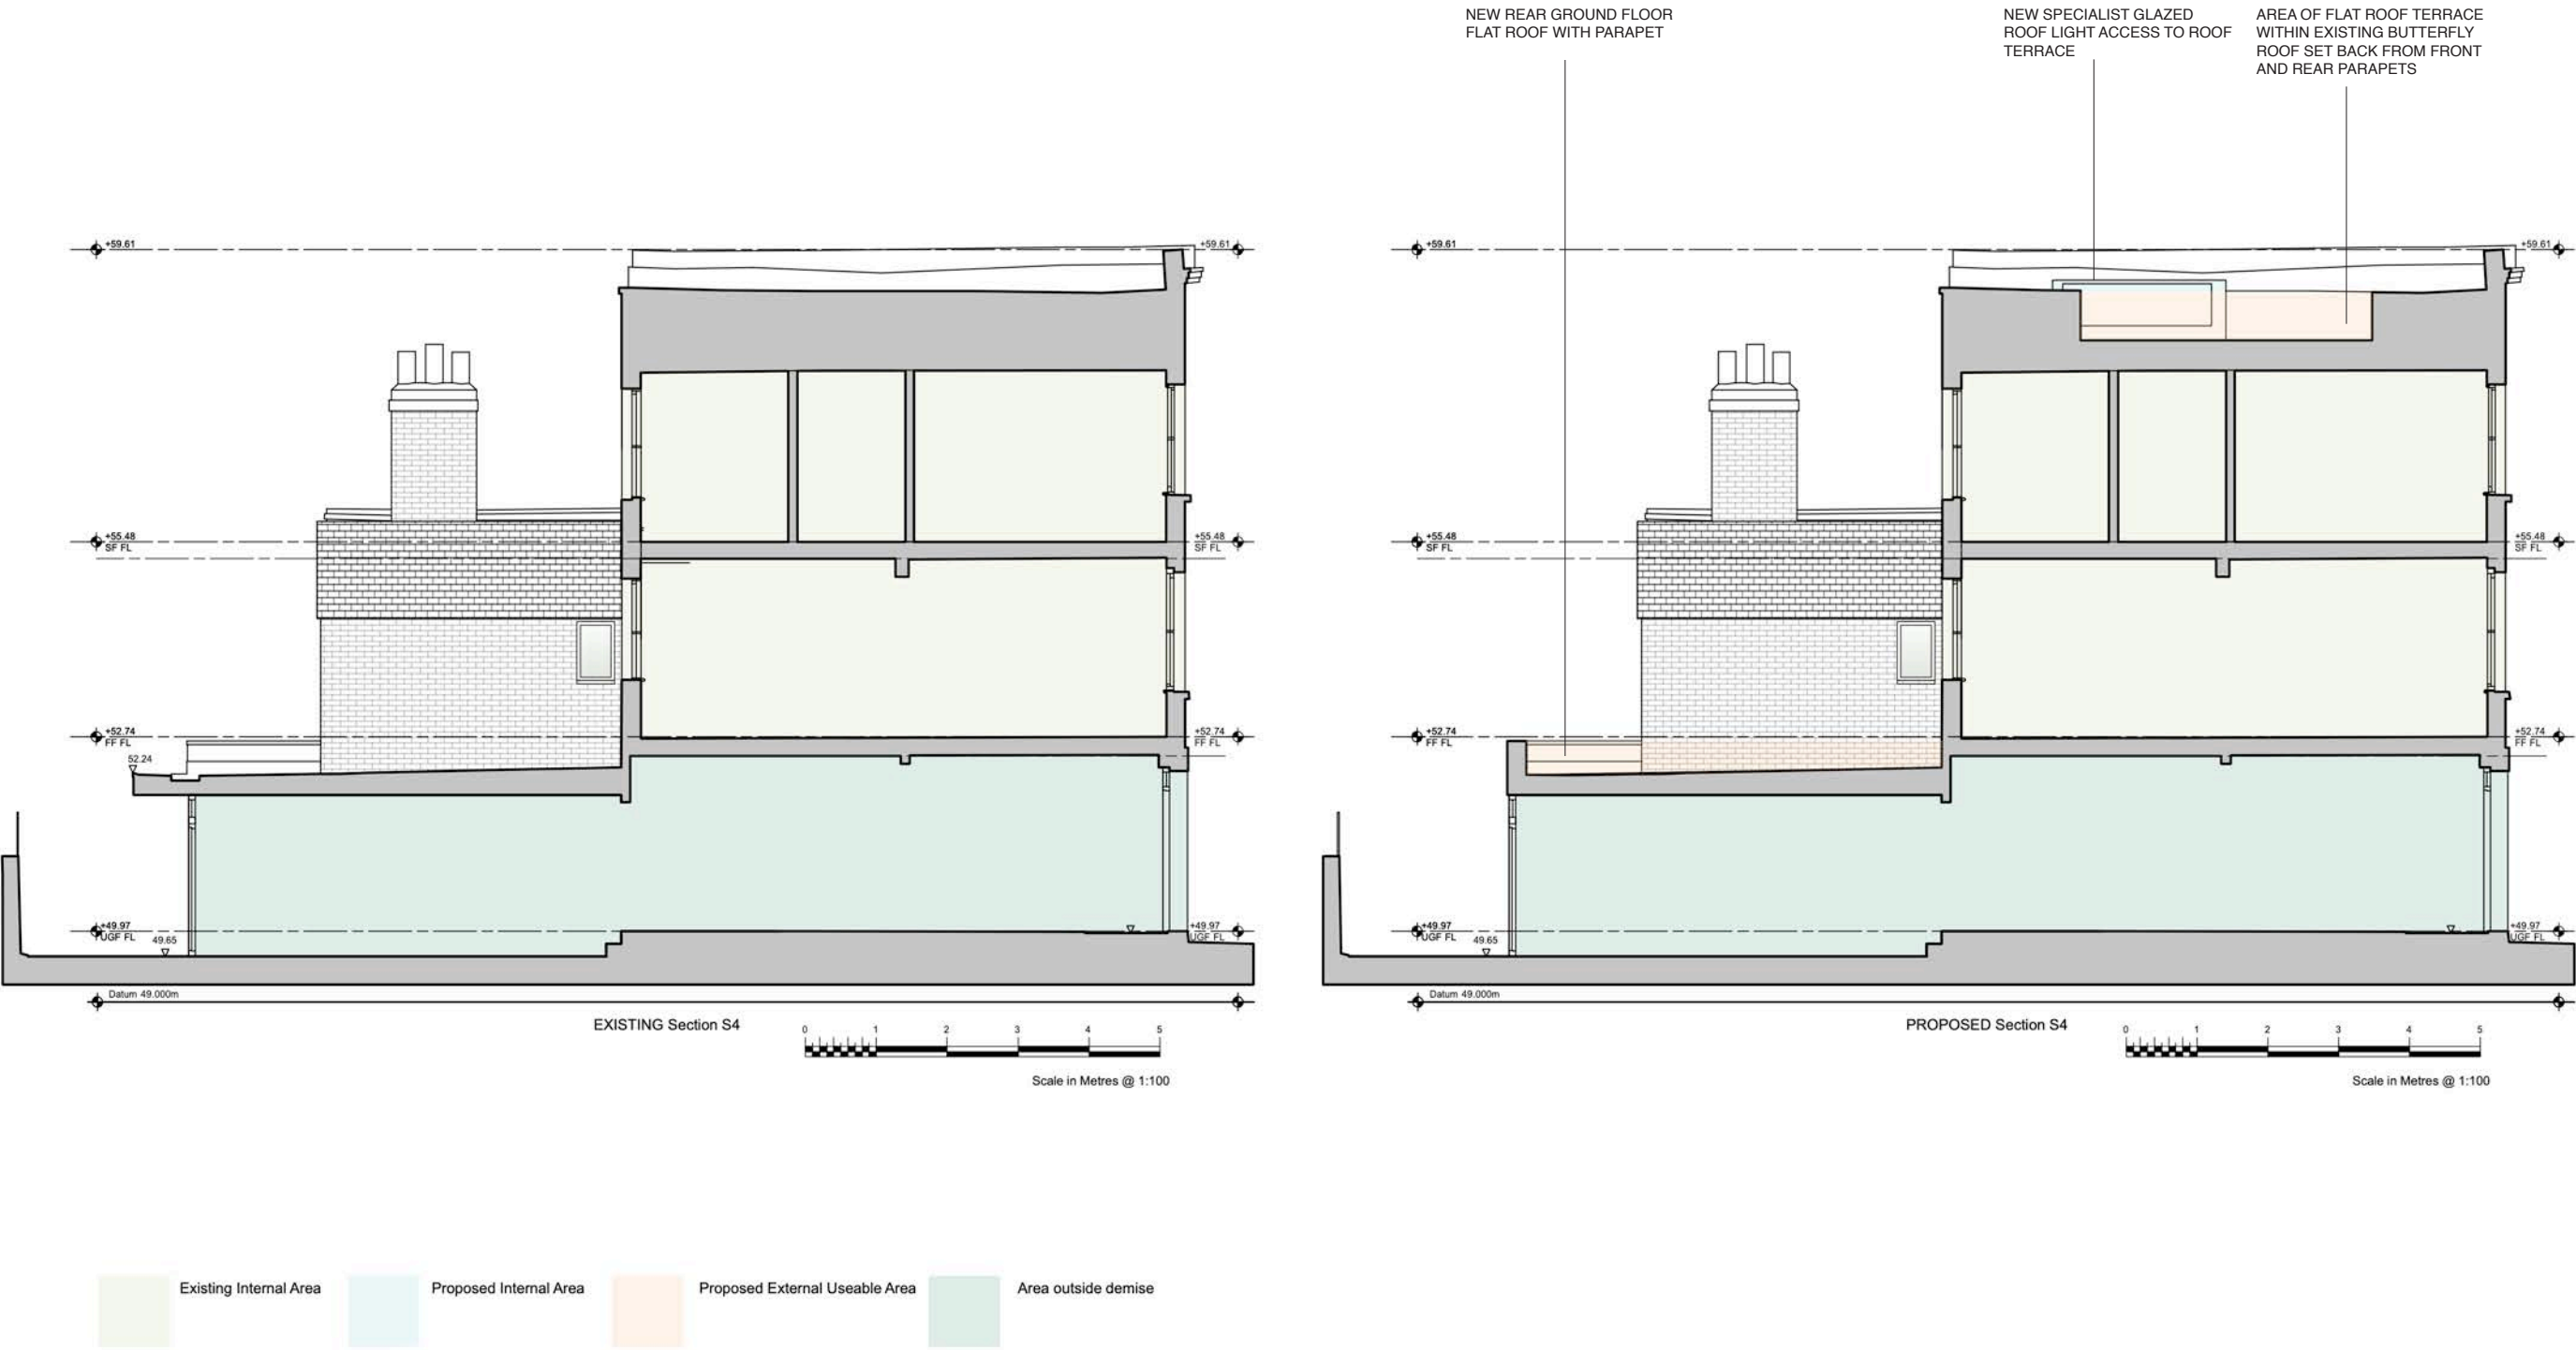 NEW REAR GROUND FLOOR
FLAT ROOF WITH PARAPET
NEW SPECIALIST GLAZED
ROOF LIGHT ACCESS TO ROOF
TERRACE
AREA OF FLAT ROOF TERRACE
WITHIN EXISTING BUTTERFLY
ROOF SET BACK FROM FRONT
AND REAR PARAPETS
+59.61
+59.61
+55.48
SF FL
+55.48
SF FL
+52.74
FF FL
+52.74
FF FL
52.24
+49.97
UGF FL
49.65
+49.97
UGF FL
Datum 49.000m
EXISTING Section S4
0 1 2 3 4 5
Scale in Metres @ 1:100
+59.61
+59.61
+55.48
SF FL
+55.48
SF FL
+52.74
FF FL
+52.74
FF FL
+49.97
UGF FL
49.65
+49.97
UGF FL
Datum 49.000m
PROPOSED Section S4
0 1 2 3 4 5
Scale in Metres @ 1:100
Existing Internal Area
Proposed Internal Area
Proposed External Useable Area
Area outside demise